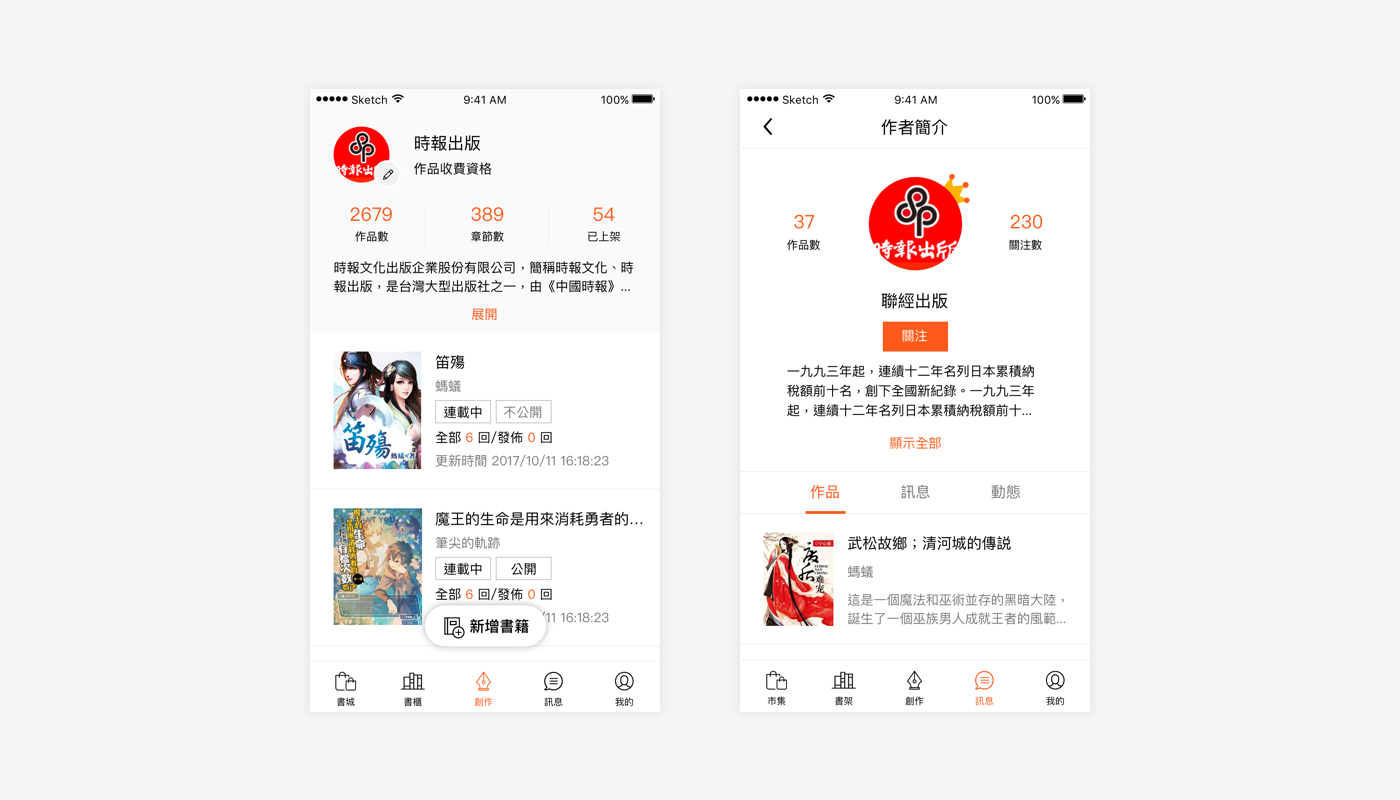 Sketch 9:41 AM 100%
時報出版
時報出版
作品收費資格
2679 389 54
作品數 章節數 已上架
時報文化出版企業股份有限公司，簡稱時報文化、時
報出版，是台灣大型出版社之一，由《中國時報》...
展開
笛殤
笛殤
螞蟻
連載中 不公開
全部 6 回/發佈 0 回
更新時間 2017/10/11 16:18:23
魔王的生命是用來消耗勇者的...
筆尖的軌跡
連載中 公開
全部 6 回/發佈 0 回
/11 16:18:23
新增書籍
書城 書櫃 創作 訊息 我的
Sketch 9:41 AM 100%
作者簡介
時報出版
37 230
作品數 關注數
聯經出版
關注
一九九三年起，連續十二年名列日本累積納
稅額前十名，創下全國新紀錄。一九九三年
起，連續十二年名列日本累積納稅額前十...
顯示全部
作品 訊息 動態
武松故鄉；清河城的傳説
螞蟻
這是一個魔法和巫術並存的黑暗大陸，
誕生了一個巫族男人成就王者的風範...
市集 書架 創作 訊息 我的